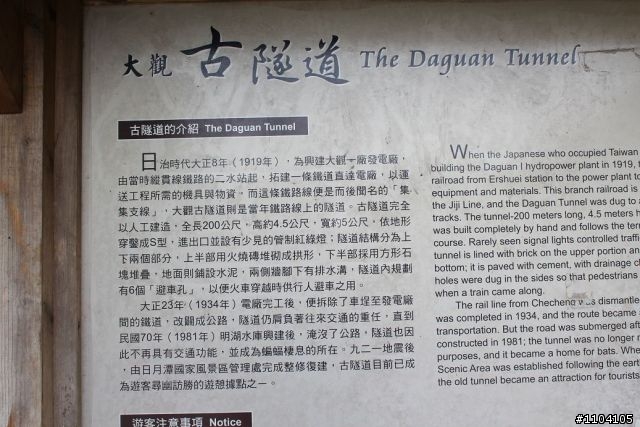 大觀 古隧道 The Daguan Tunnel
古隧道的介紹 The Daguan Tunnel
日治時代大正8年（1919年），為興建大觀一廠發電廠，
由當時縱貫線鐵路的二水站起，拓建一條鐵道直達電廠，以運
送工程所需的機具與物資。而這條鐵路線便是而後聞名的「集
集支線」，大觀古隧道則是當年鐵路線上的隧道。古隧道完全
以人工建造，全長200公尺，高約4.5公尺，寬約5公尺，依地形
穿鑿成S型，進出口並設有少見的管制紅綠燈；隧道結構分為上
下兩個部分，上半部用火燒磚堆砌成拱形，下半部採用方形石
塊堆疊，地面則鋪設水泥，兩側牆腳下有排水溝，隧道內規劃
有6個「避車孔」，以便火車穿越時供行人避車之用。
大正23年（1934年）電廠完工後，便拆除了車埕至發電廠
間的鐵道，改闢成公路，隧道仍肩負著往來交通的重任，直到
民國70年（1981年）明湖水庫興建後，淹沒了公路，隧道也因
此不再具有交通功能，並成為蝙蝠棲息的所在。九二一地震後
，由日月潭國家風景區管理處完成整修復建，古隧道目前已成
為遊客尋幽訪勝的遊憩據點之一。
When the Japanese who occupied Taiwan
building the Daguan I hydropower plant in 1919, t
railroad from Ershuei station to the power plant to
equipment and materials. This branch railroad is
the Jiji Line, and the Daguan Tunnel was dug to a
tracks. The tunnel-200 meters long, 4.5 meters h
was built completely by hand and follows the terr
course. Rarely seen signal lights controlled traffi
tunnel is lined with brick on the upper portion an
bottom; it is paved with cement, with drainage c
holes were dug in the sides so that pedestrians
when a train came along.
The rail line from Checheng was dismantle
was completed in 1934, and the route became
transportation. But the road was submerged aft
constructed in 1981; the tunnel was no longer
purposes, and it became a home for bats. Whe
Scenic Area was established following the eart
the old tunnel became an attraction for tourists
遊客注意事項 Notice
#1104105